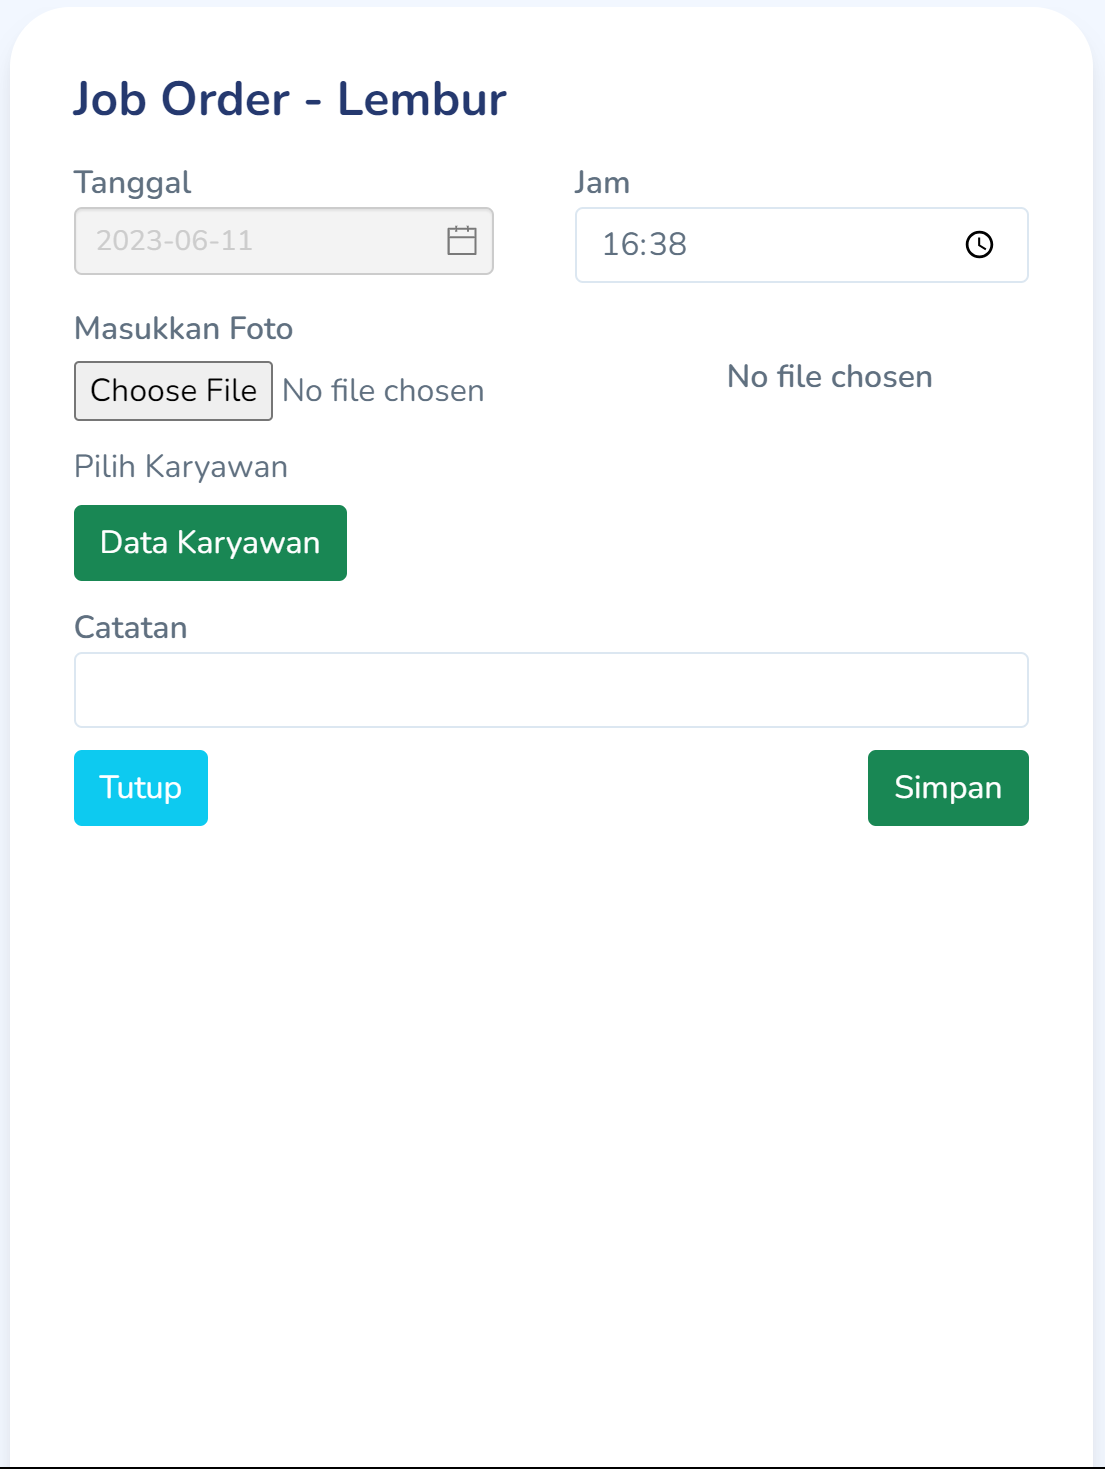 Job Order - Lembur
Tanggal
Jam
2023-06-11
16:38
Masukkan Foto
Choose File No file chosen
No file chosen
Pilih Karyawan
Data Karyawan
Catatan
Tutup
Simpan